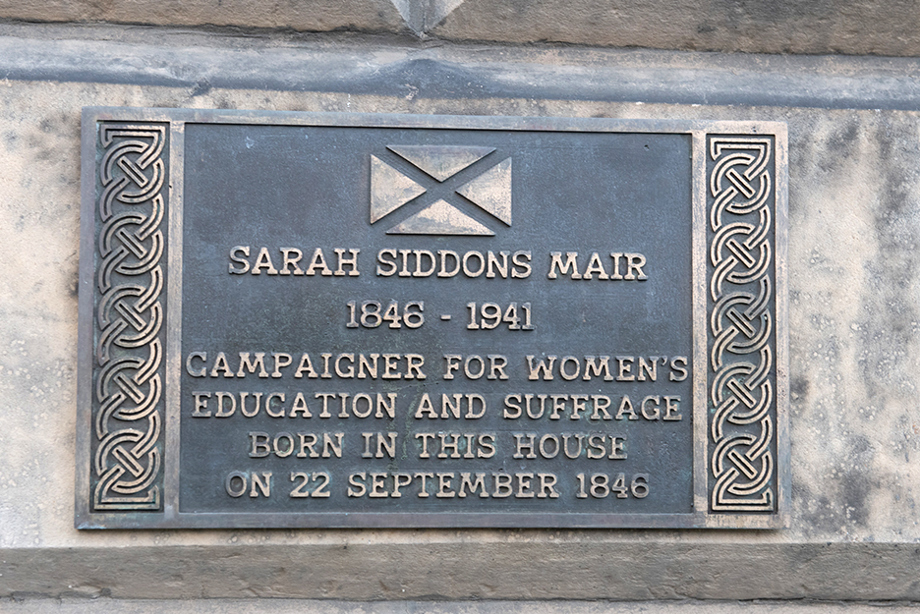 SARAH SIDDONS MAIR
1846 - 1941
CAMPAIGNER FOR WOMEN'S
EDUCATION AND SUFFRAGE
BORN IN THIS HOUSE
ON 22 SEPTEMBER 1846